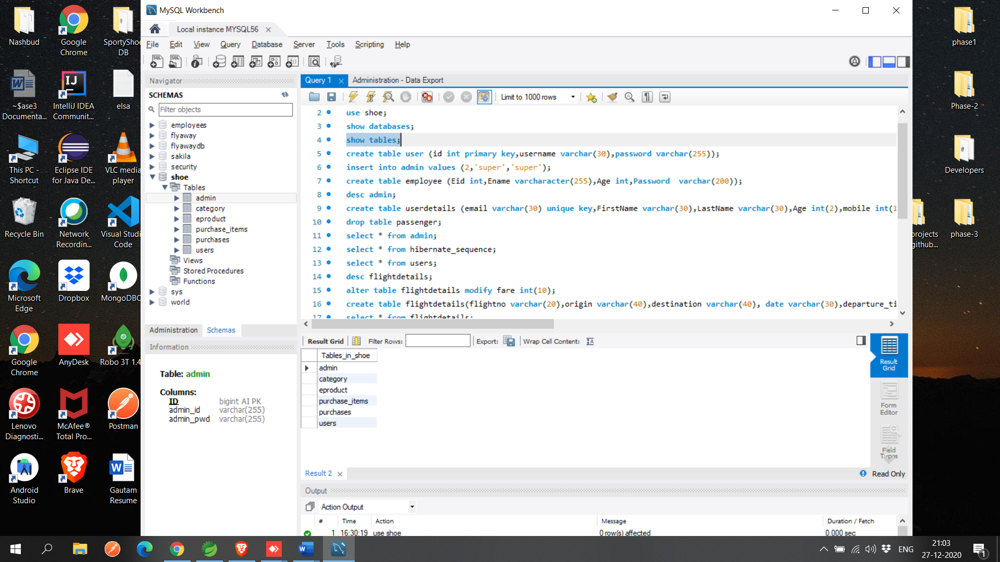 MySQL Workbench
Local instance MYSQL56
File Edit View Query Database Server Tools Scripting Help
Navigator
SCHEMAS
Filter objects
employees
flyaway
flyawaydb
sakila
security
shoe
Tables
admin
category
eproduct
purchase_items
purchases
users
Views
Stored Procedures
Functions
sys
world
Administration Schemas
Information
Table: admin
Columns:
ID bigint AI PK
admin_id varchar(255)
admin_pwd varchar(255)
Query 1 Administration - Data Export
Limit to 1000 rows
2 use shoe;
3 show databases;
4 show tables;
5 create table user (id int primary key,username varchar(30),password varchar(255));
6 insert into admin values (2,'super','super');
7 create table employee (Eid int,Ename varcharacter(255),Age int,Password  varchar(200));
8 desc admin;
9 create table userdetails (email varchar(30) unique key,FirstName varchar(30),LastName varchar(30),Age int(2),mobile int(1
10 drop table passenger;
11 select * from admin;
12 select * from hibernate_sequence;
13 select * from users;
14 desc flightdetails;
15 alter table flightdetails modify fare int(10);
16 create table flightdetails(flightno varchar(20),origin varchar(40),destination varchar(40), date varchar(30),departure_ti
17 select * from flightdetails;
Result Grid Filter Rows: Export: Wrap Cell Content:
Tables_in_shoe
admin
category
eproduct
purchase_items
purchases
users
Result
Grid
Form
Editor
Field
Types
Result 2
Read Only
Output
Action Output
# Time Action Message Duration / Fetch
1 16:30:19 use shoe 0 row(s) affected 0.000 sec
Nashbud
Google
Chrome
SportyShoe
DB
~$ase3
Documenta...
IntelliJ IDEA
Communit...
elsa
This PC -
Shortcut
Eclipse IDE
for Java De...
VLC media
player
Recycle Bin
Network
Recordin...
Visual Studi
Code
Microsoft
Edge
Dropbox
MongoDBC
Google
Chrome
AnyDesk
Robo 3T 1.4
Lenovo
Diagnosti...
McAfee®
Total Pro...
Postman
Android
Studio
Brave
Gautam
Resume
phase1
Phase-2
Developers
projects
github...
phase-3
ENG
21:03
27-12-2020
1